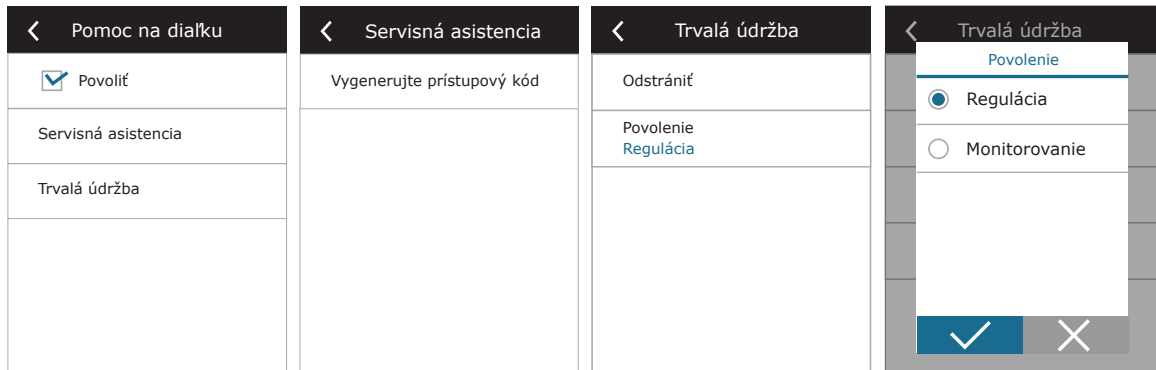 Pomoc na diaľku
Povoliť
Servisná asistencia
Trvalá údržba
Servisná asistencia
Vygenerujte prístupový kód
Trvalá údržba
Odstrániť
Povolenie
Regulácia
Trvalá údržba
Povolenie
Regulácia
Monitorovanie